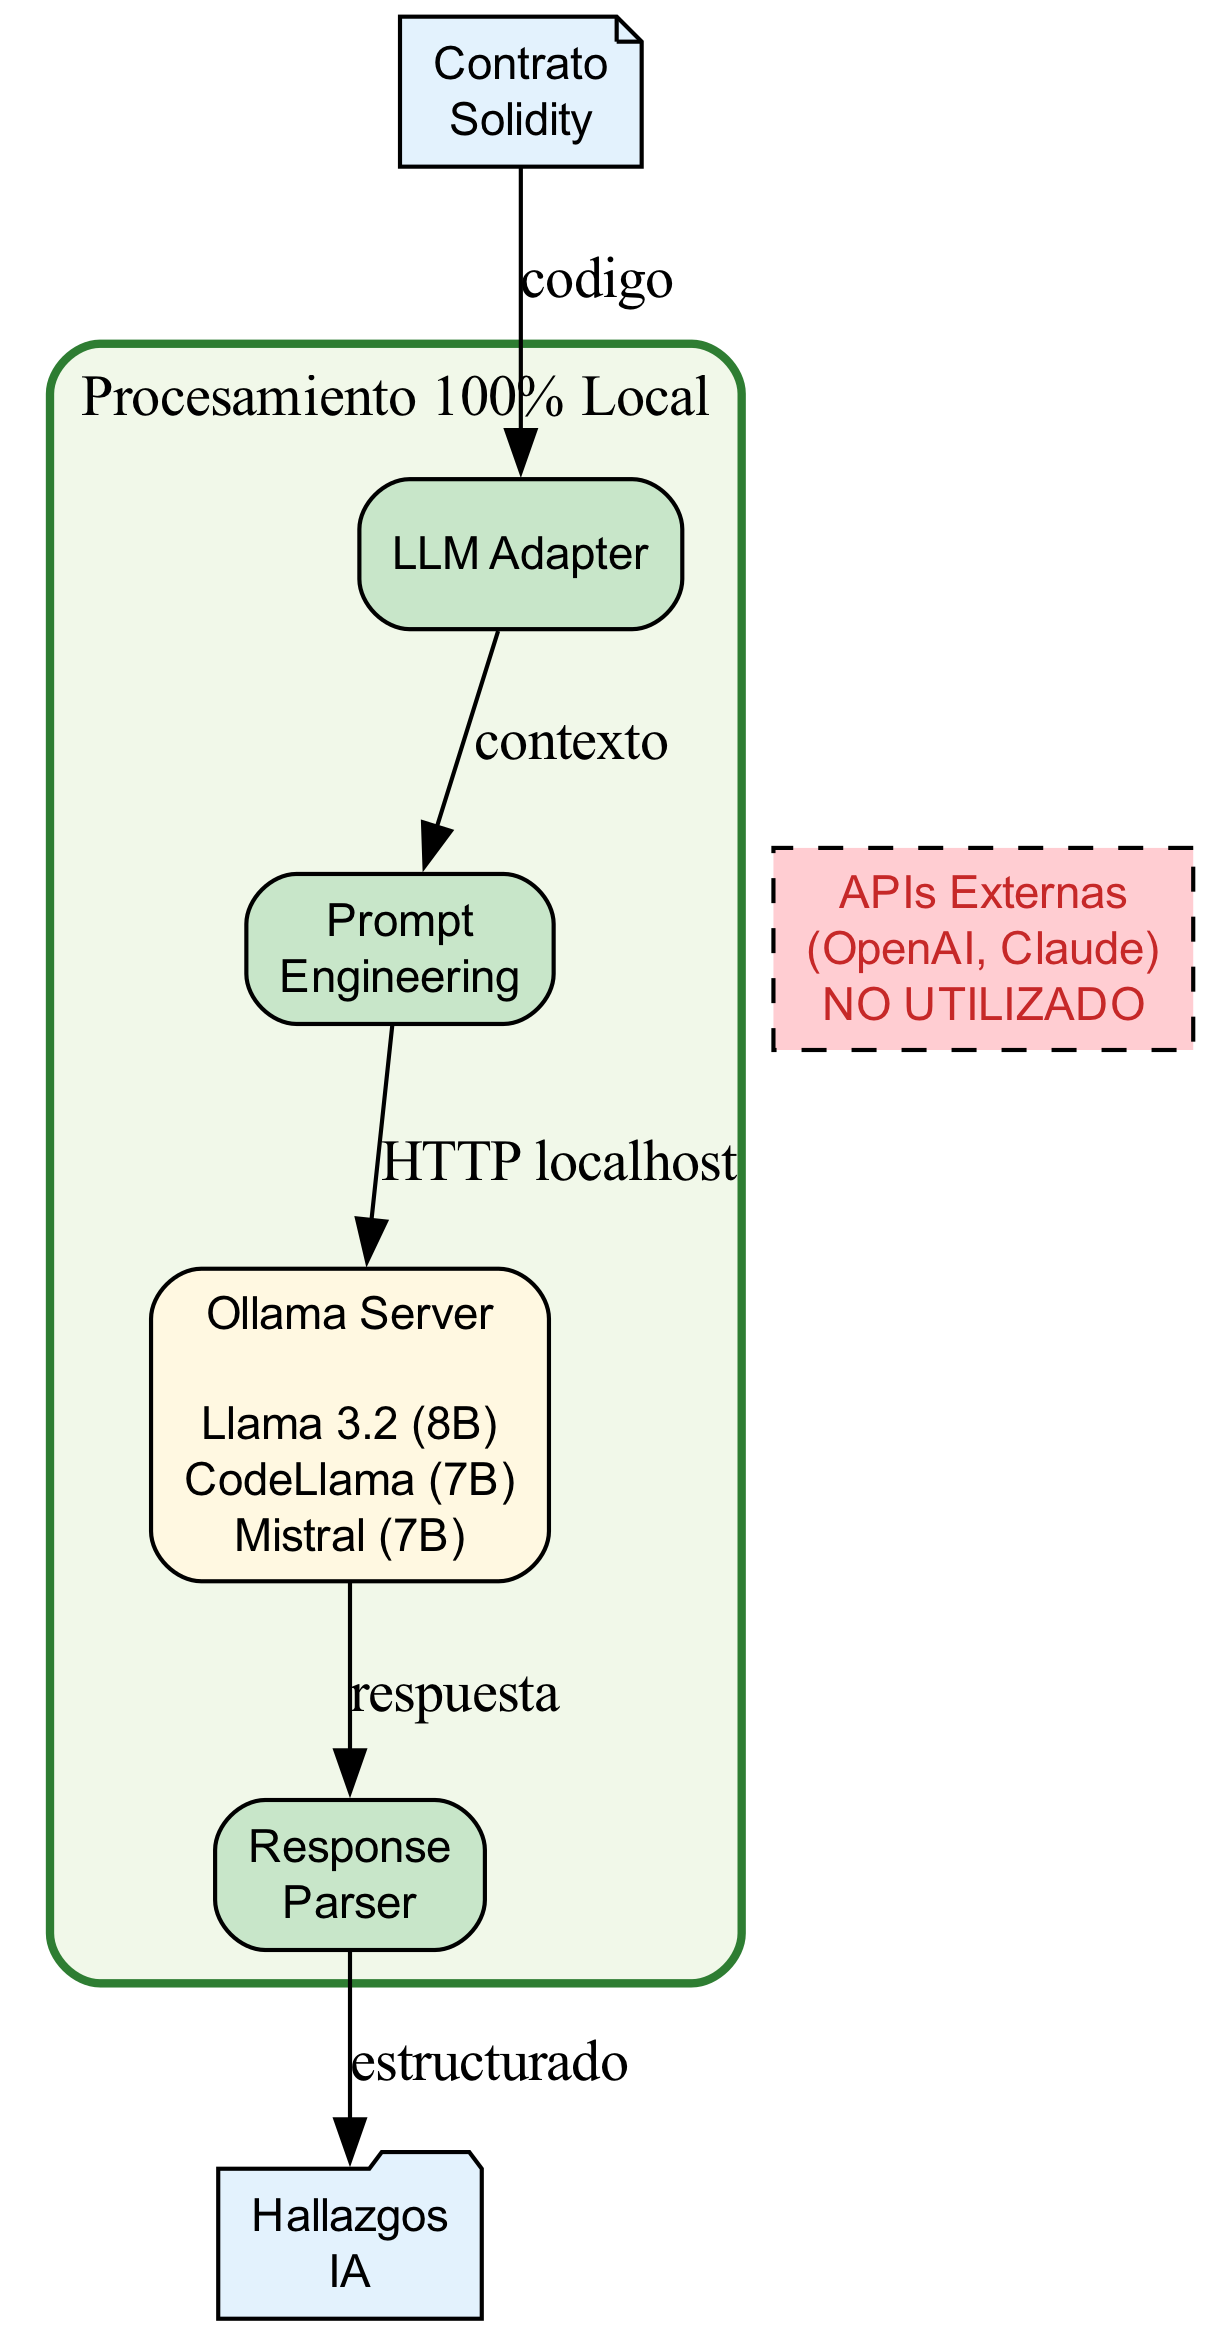 Contrato
Solidity
codigo
Procesamiento 100% Local
LLM Adapter
contexto
Prompt
Engineering
APIs Externas
(OpenAI, Claude)
NO UTILIZADO
HTTP localhost
Ollama Server
Llama 3.2 (8B)
CodeLlama (7B)
Mistral (7B)
respuesta
Response
Parser
estructurado
Hallazgos
IA